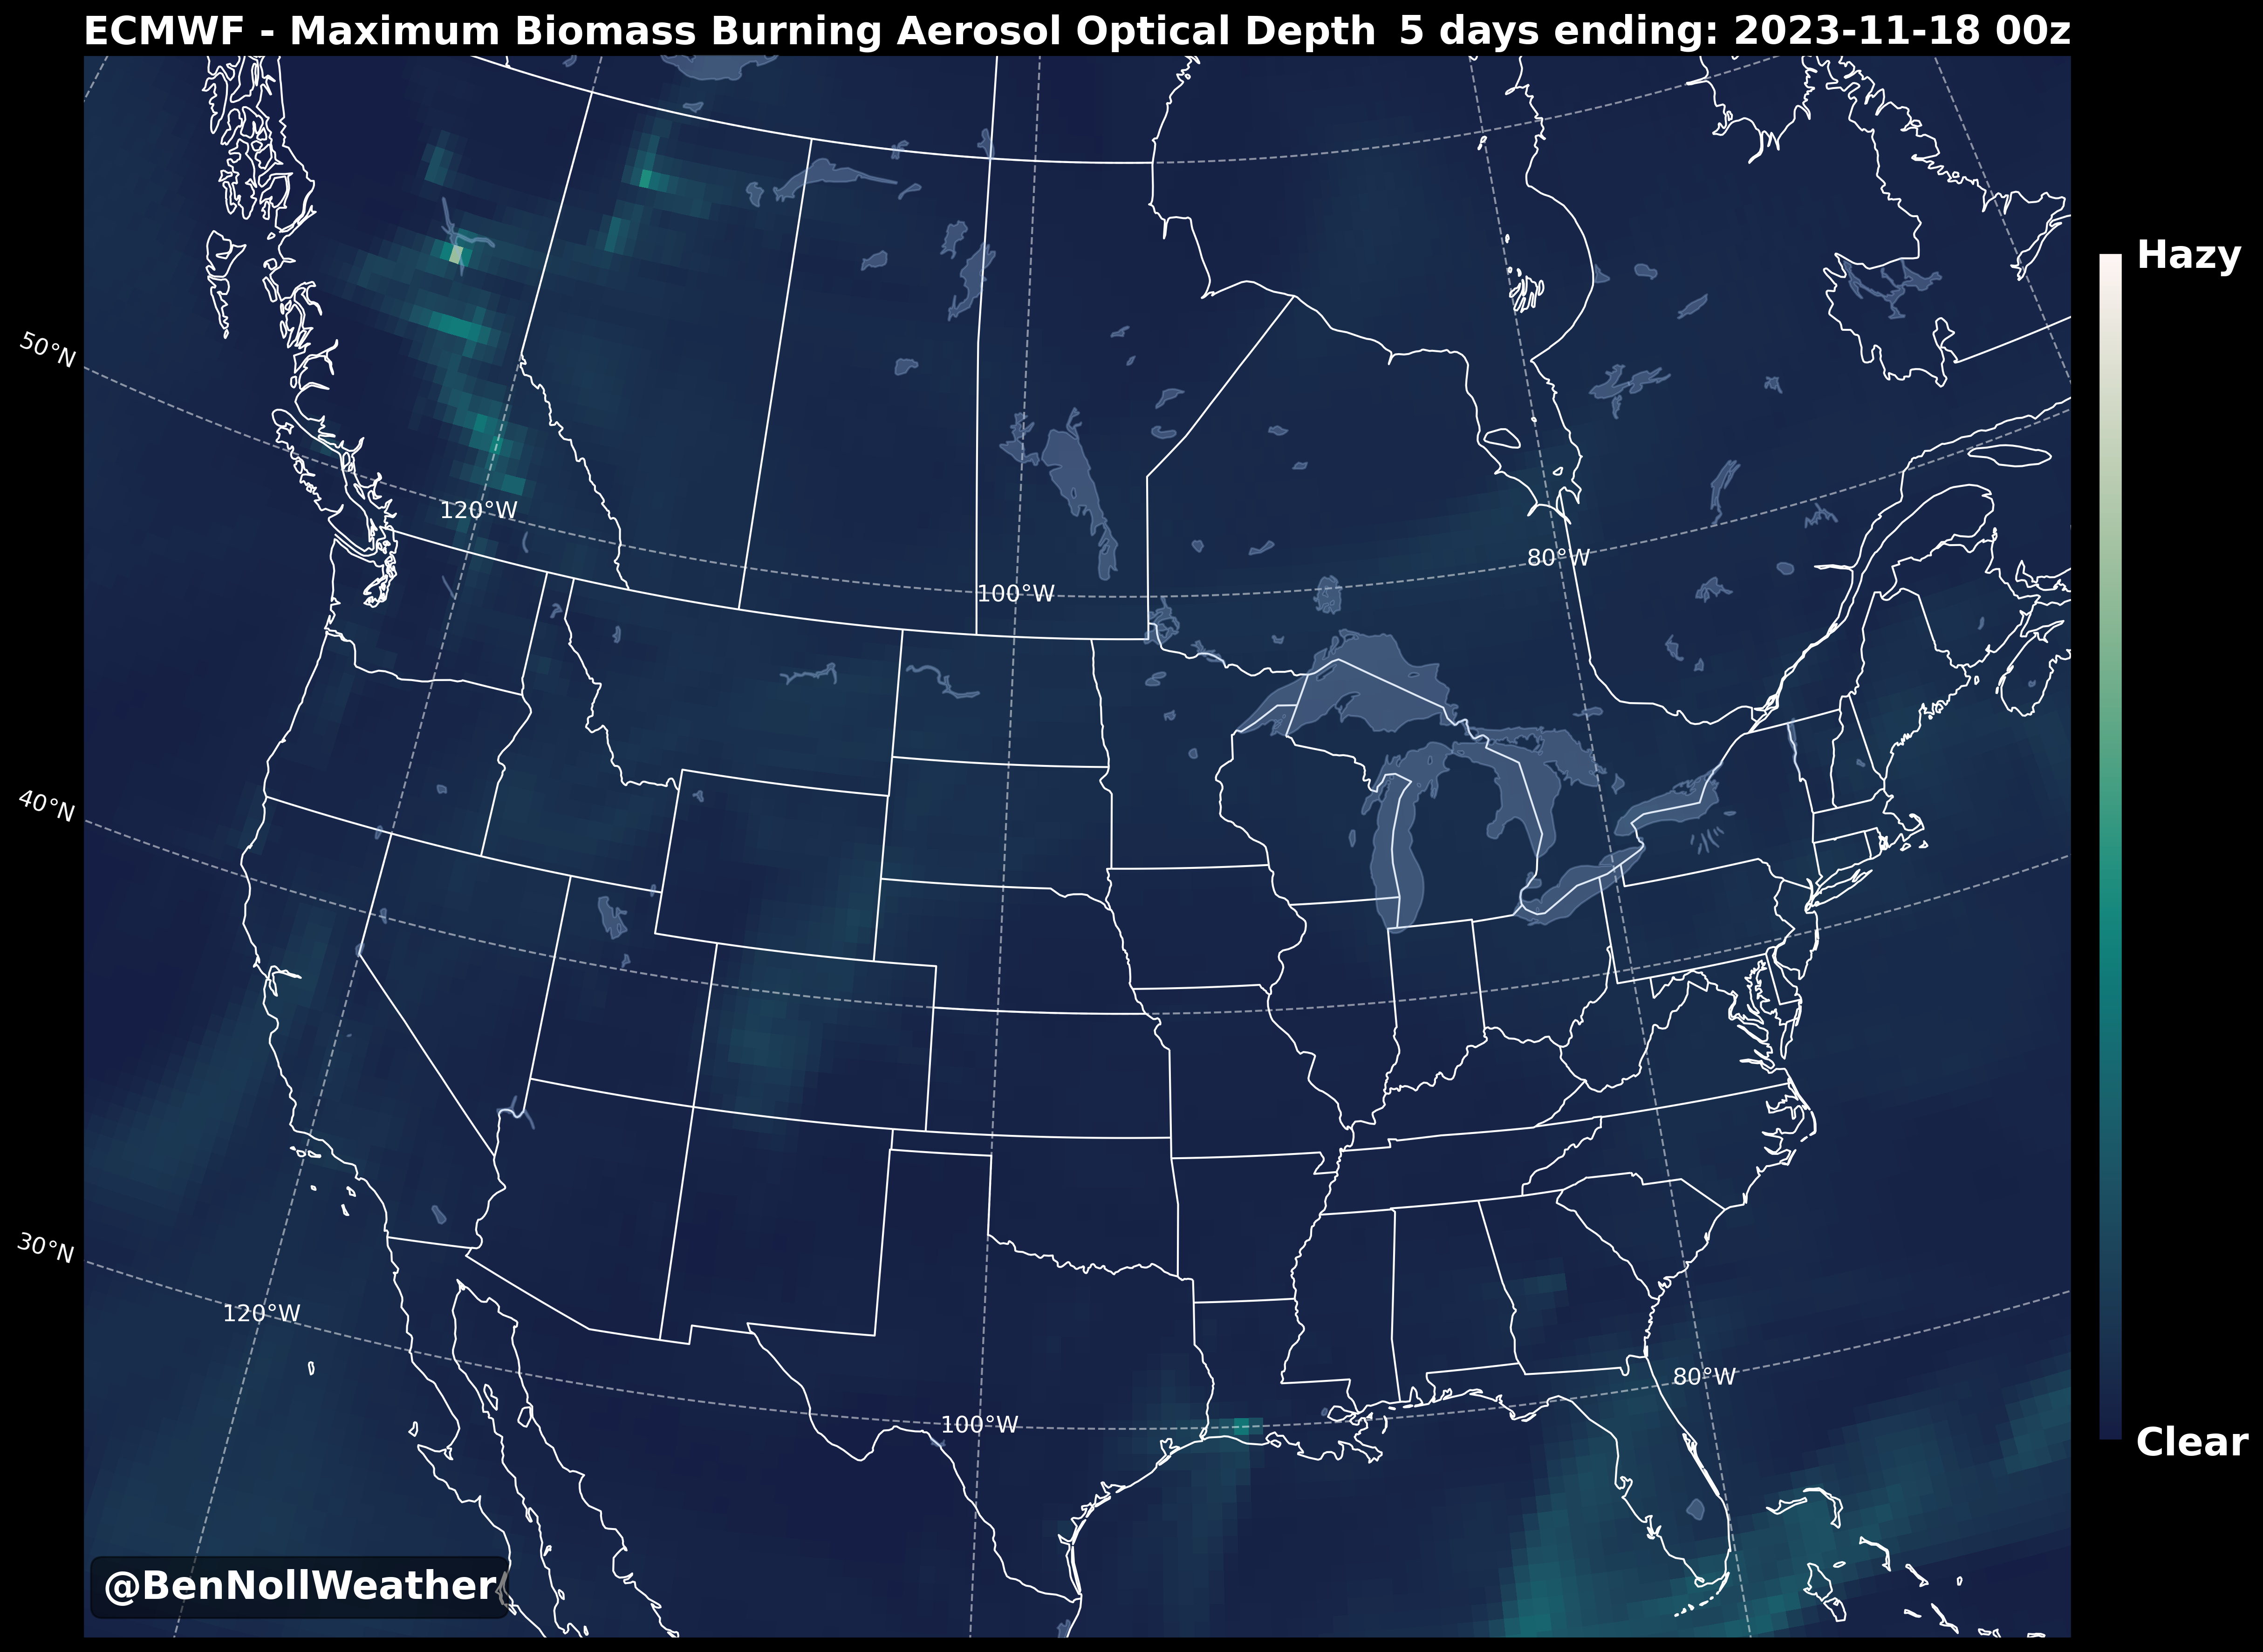 ECMWF - Maximum Biomass Burning Aerosol Optical Depth 5 days ending: 2023-11-18 00z
Hazy
50°N
120°W
80°W
100°W
40°N
30°N
120°W
80°W
100°W
Clear
@BenNollWeather